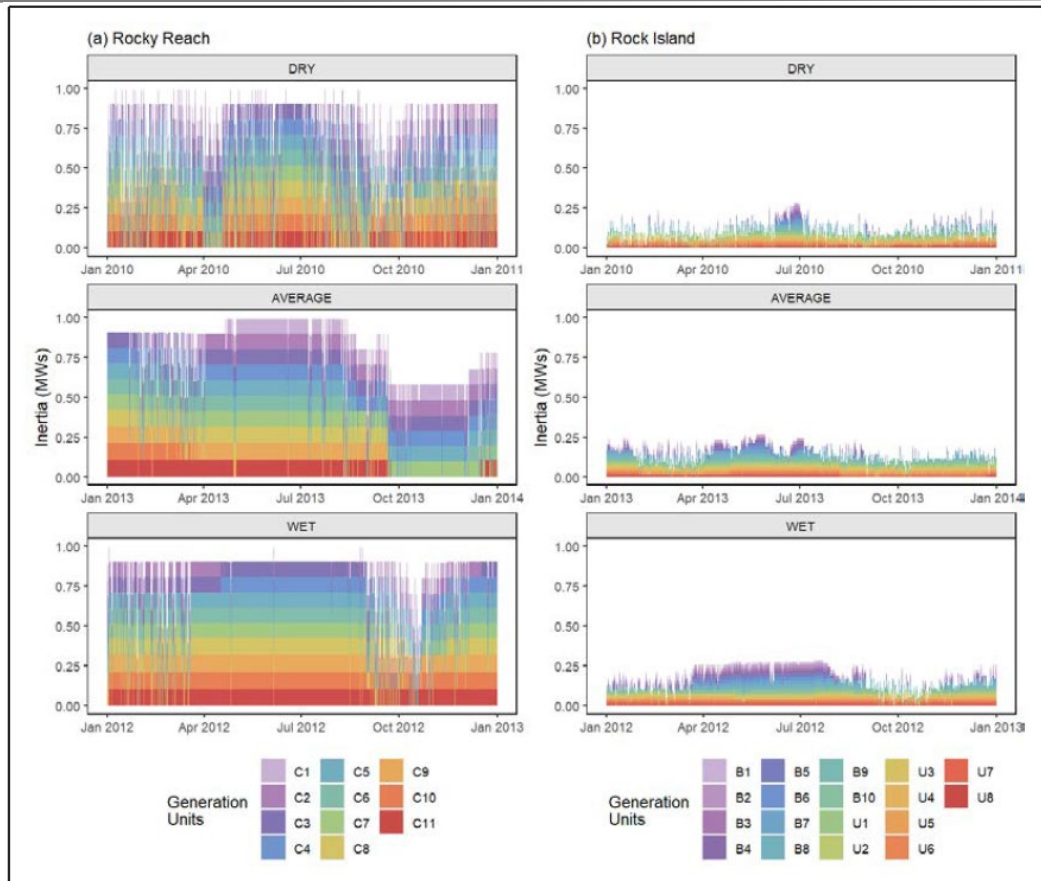 (a) Rocky Reach
DRY
1.00
0.75
0.50
0.25
0.00
Jan 2010 Apr 2010 Jul 2010 Oct 2010 Jan 2011
AVERAGE
1.00
0.75
0.50
0.25
0.00
Inertia (MWs)
Jan 2013 Apr 2013 Jul 2013 Oct 2013 Jan 2014
WET
1.00
0.75
0.50
0.25
0.00
Jan 2012 Apr 2012 Jul 2012 Oct 2012 Jan 2013
Generation
Units
C1 C5 C9
C2 C6 C10
C3 C7 C11
C4 C8
(b) Rock Island
DRY
1.00
0.75
0.50
0.25
0.00
Jan 2010 Apr 2010 Jul 2010 Oct 2010 Jan 2011
AVERAGE
1.00
0.75
0.50
0.25
0.00
Inertia (MWs)
Jan 2013 Apr 2013 Jul 2013 Oct 2013 Jan 2014
WET
1.00
0.75
0.50
0.25
0.00
Jan 2012 Apr 2012 Jul 2012 Oct 2012 Jan 2013
Generation
Units
B1 B5 B9 U3 U7
B2 B6 B10 U4 U8
B3 B7 U1 U5
B4 B8 U2 U6